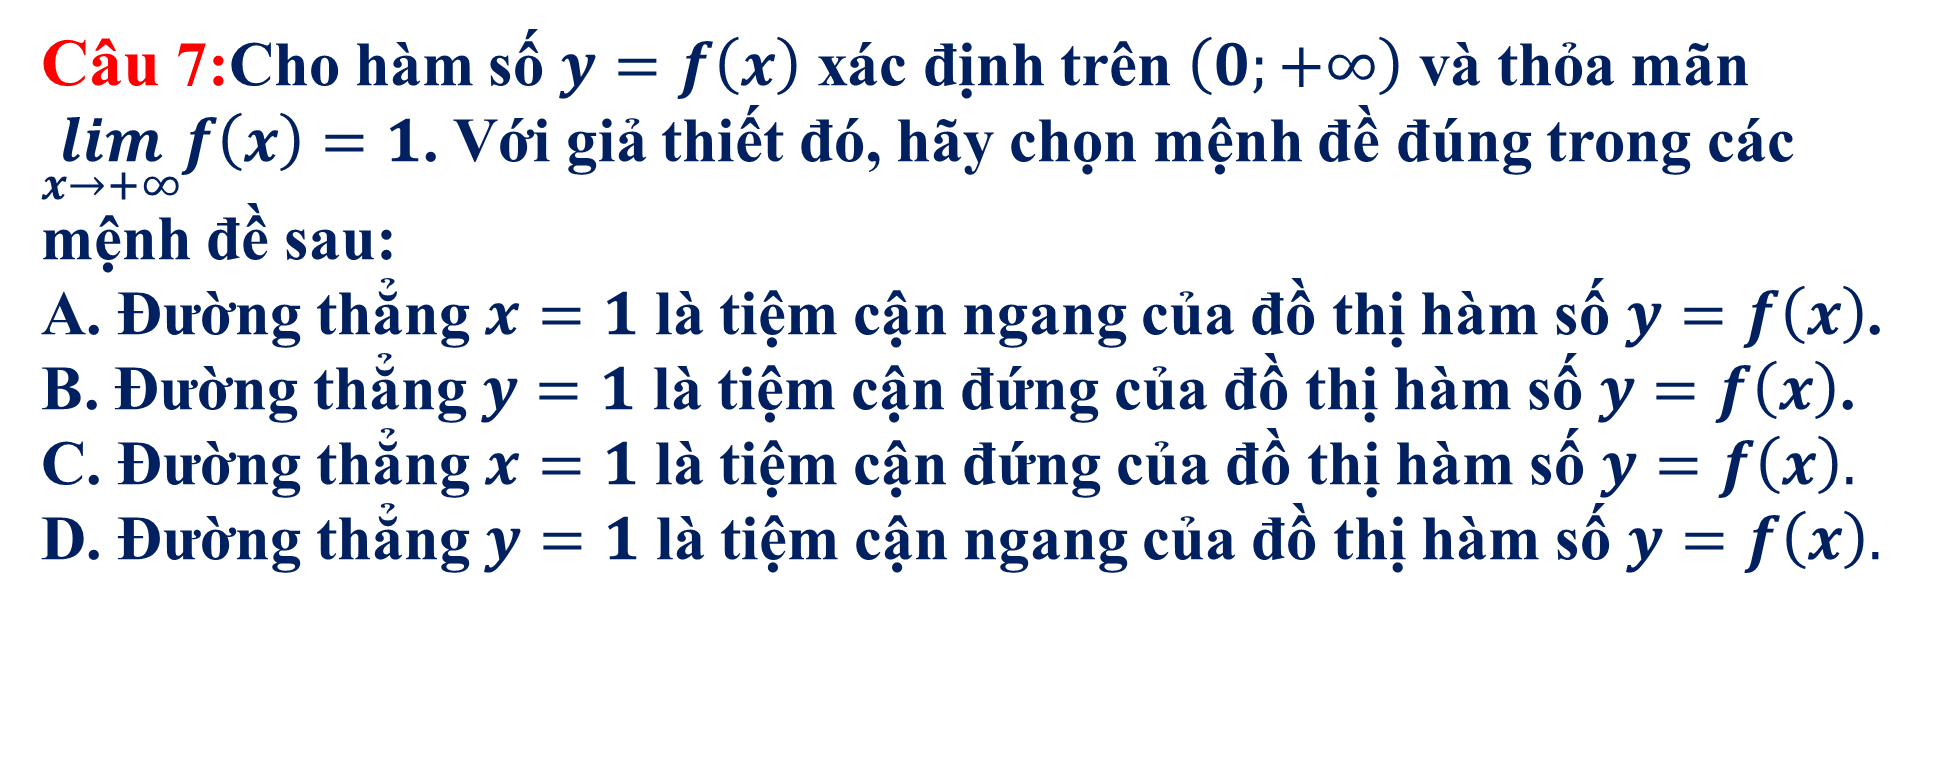 Câu 7:Cho hàm số y = f(x) xác định trên (0; +∞) và thỏa mãn
lim f(x) = 1. Với giả thiết đó, hãy chọn mệnh đề đúng trong các
x→+∞
mệnh đề sau:
A. Đường thẳng x = 1 là tiệm cận ngang của đồ thị hàm số y = f(x).
B. Đường thẳng y = 1 là tiệm cận đứng của đồ thị hàm số y = f(x).
C. Đường thẳng x = 1 là tiệm cận đứng của đồ thị hàm số y = f(x).
D. Đường thẳng y = 1 là tiệm cận ngang của đồ thị hàm số y = f(x).